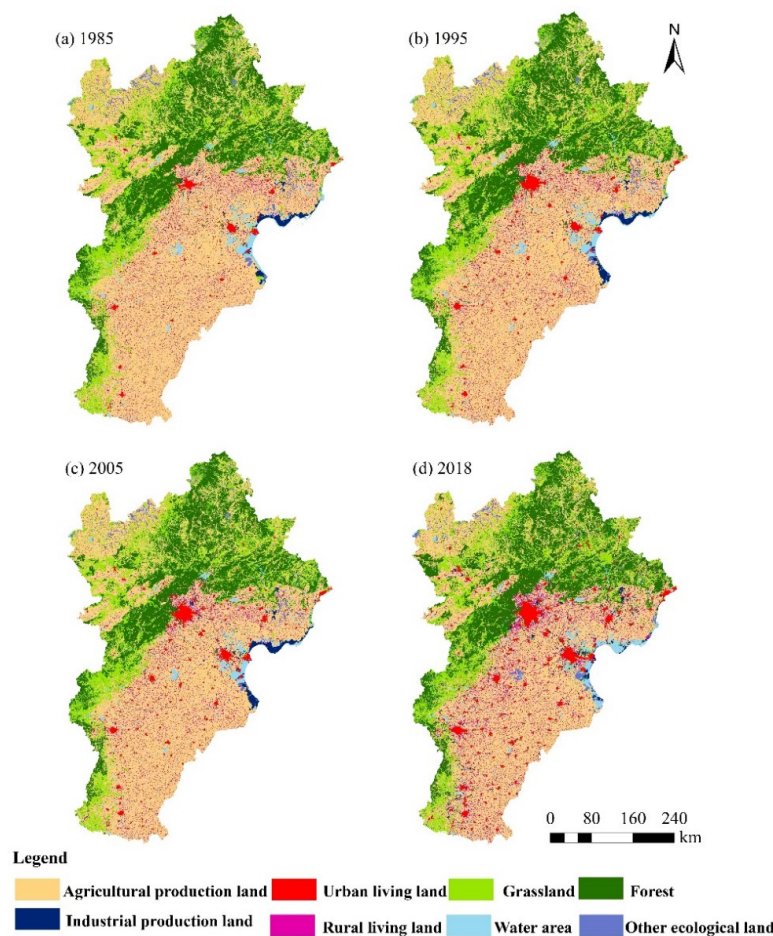 (a) 1985
(b) 1995
N
(c) 2005
(d) 2018
0 80 160 240
km
Legend
Agricultural production land Urban living land Grassland Forest
Industrial production land Rural living land Water area Other ecological land